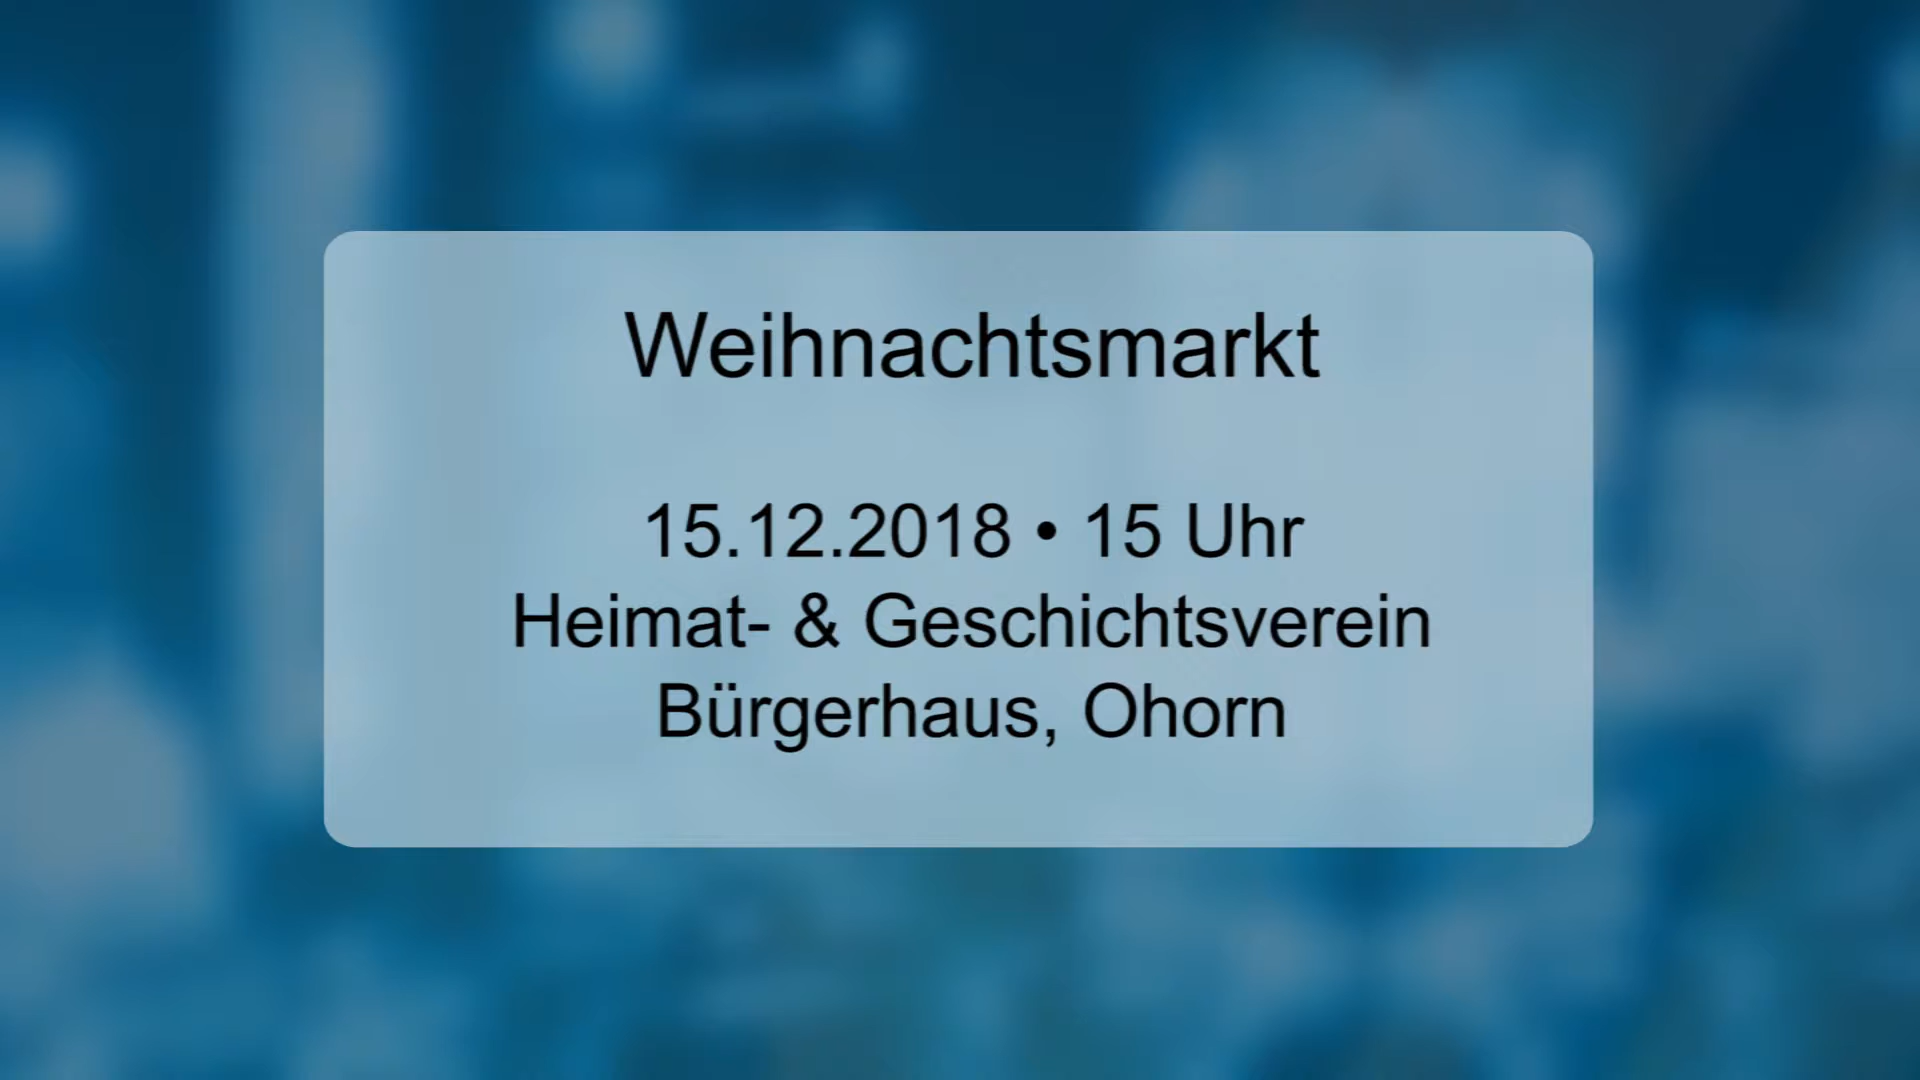 Weihnachtsmarkt
15.12.2018 • 15 Uhr
Heimat- & Geschichtsverein
Bürgerhaus, Ohorn